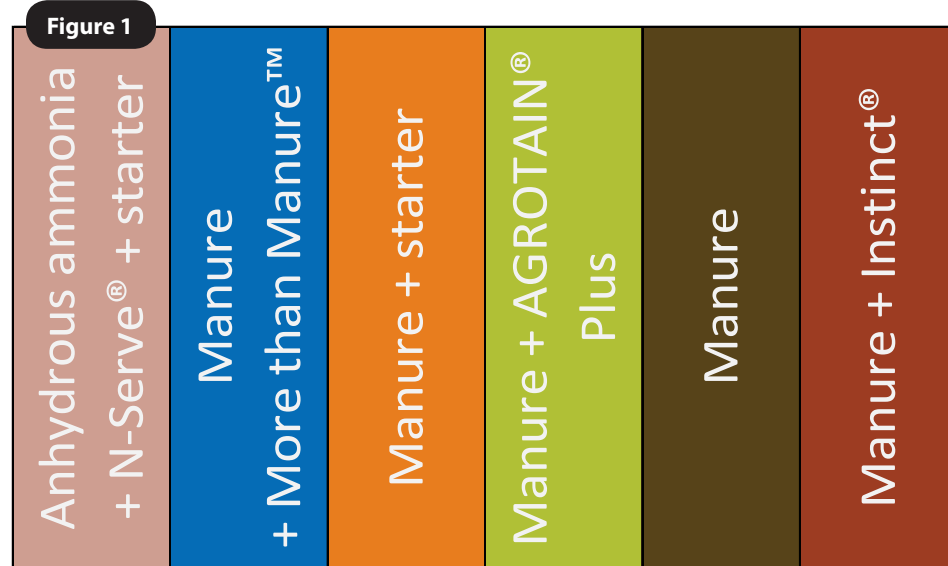 Figure 1
Anhydrous ammonia
+ N-Serve® + starter
Manure
+ More than Manure™
Manure + starter
Manure + AGROTAIN®
Plus
Manure
Manure + Instinct®